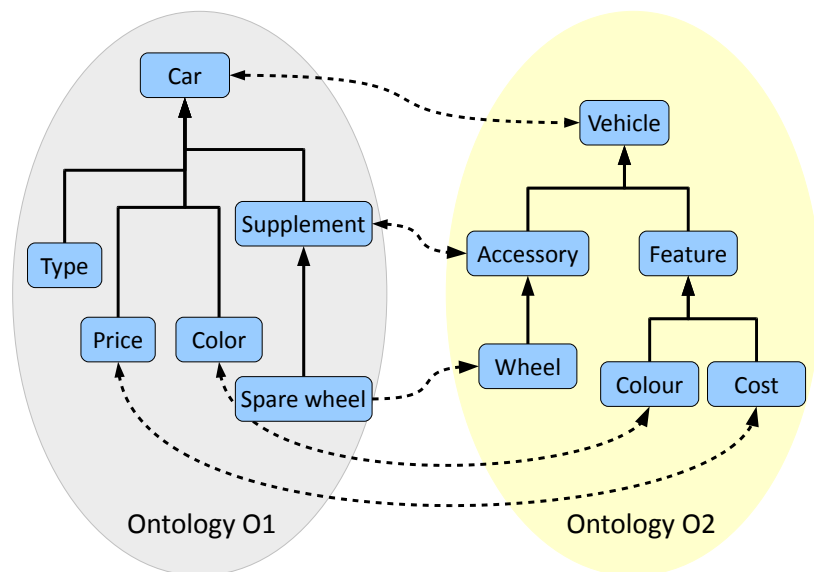 Car
Vehicle
Supplement
Accessory
Feature
Type
Price
Color
Wheel
Colour
Cost
Spare wheel
Ontology O1
Ontology O2